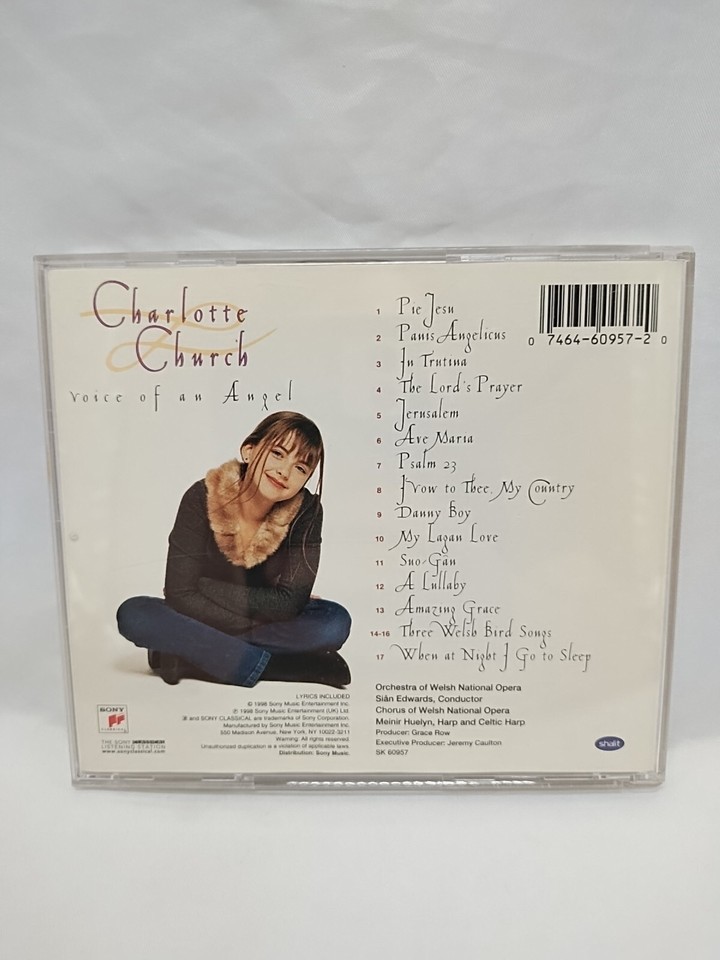 Charlotte
Church
voice of an Angel
1 Pie Jesu
2 Panis Angelicus
3 In Trutina
4 The Lord's Prayer
5 Jerusalem
6 Ave Maria
7 Psalm 23
8 I Vow to Thee, My Country
9 Danny Boy
10 My Lagan Love
11 Suo-Gân
12 A Lullaby
13 Amazing Grace
14-16 Three Welsh Bird Songs
17 When at Night I Go to Sleep
0 7464-60957-2 0
Orchestra of Welsh National Opera
Siân Edwards, Conductor
Chorus of Welsh National Opera
Meinir Huelyn, Harp and Celtic Harp
Producer: Grace Row
Executive Producer: Jeremy Caulton
SK 60957
shalit
LYRICS INCLUDED
© 1998 Sony Music Entertainment Inc.
℗ 1998 Sony Music Entertainment (UK) Ltd.
and SONY CLASSICAL are trademarks of Sony Corporation.
Manufactured by Sony Music Entertainment Inc.
550 Madison Avenue, New York, NY 10022-3211
Warning: All rights reserved.
Unauthorized duplication is a violation of applicable laws.
Distribution: Sony Music.
SONY
CLASSICAL
THE SONY
LISTENING STATION
www.sonyclassical.com